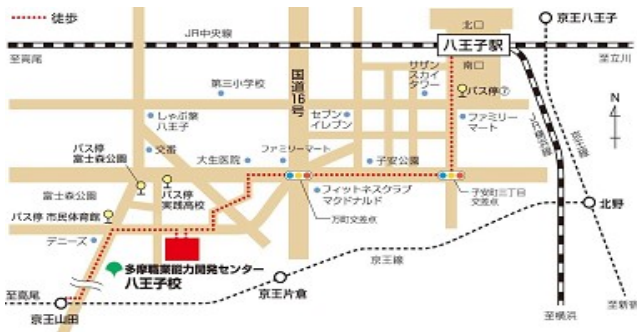 徒歩
北口
京王八王子
JR中央線
八王子駅
至高尾
至立川
南口
サザン
スカイ
タワー
バス停⑦
国道16号
第三小学校
N
しゃぶ葉
八王子
セブン
イレブン
ファミリー
マート
JR横浜線
京王線
バス停
富士森公園
交番
大生医院
ファミリーマート
子安公園
バス停
実践高校
富士森公園
フィットネスクラブ
マクドナルド
子安町三丁目
交差点
北野
バス停 市民体育館
万町交差点
デニーズ
京王線
多摩職業能力開発センター
八王子校
至高尾
京王片倉
京王山田
至横浜
至新宿